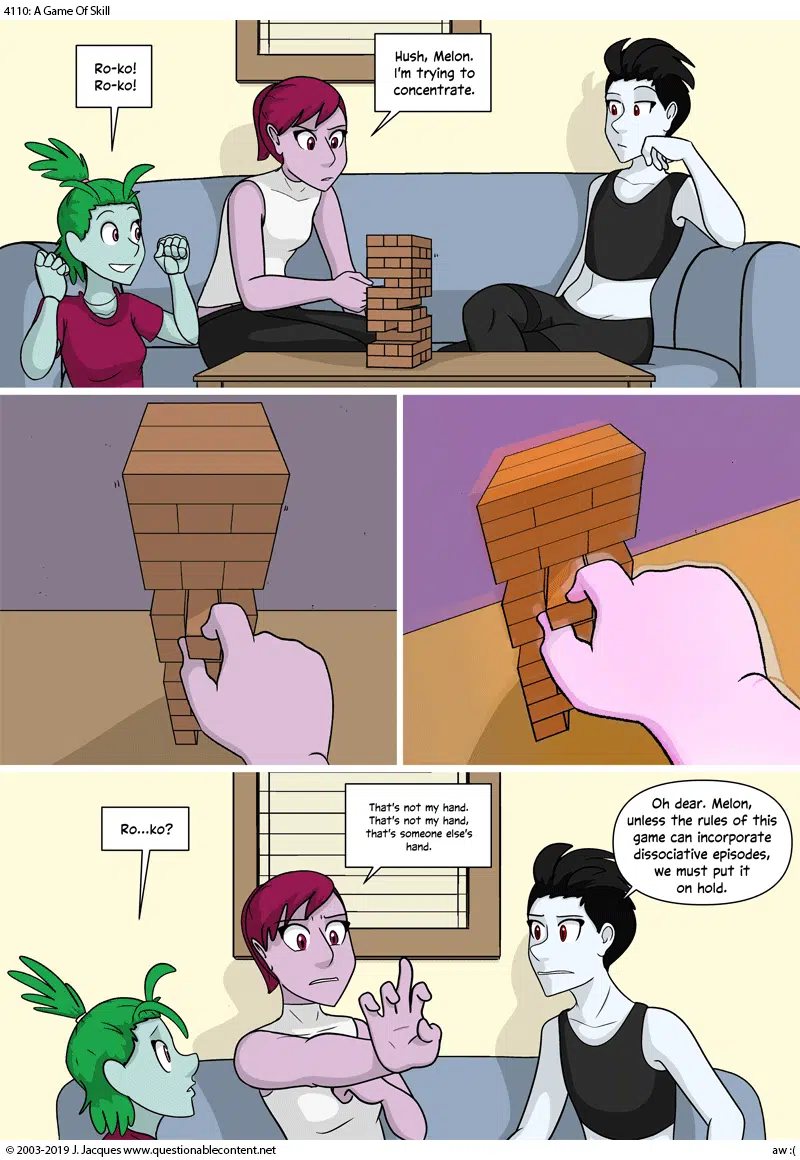 4110: A Game Of Skill
Ro-ko!
Ro-ko!
Hush, Melon.
I'm trying to
concentrate.
Ro...ko?
That's not my hand.
That's not my hand,
that's someone else's
hand.
Oh dear. Melon,
unless the rules of this
game can incorporate
dissociative episodes,
we must put it
on hold.
© 2003-2019 J. Jacques www.questionablecontent.net
aw :(